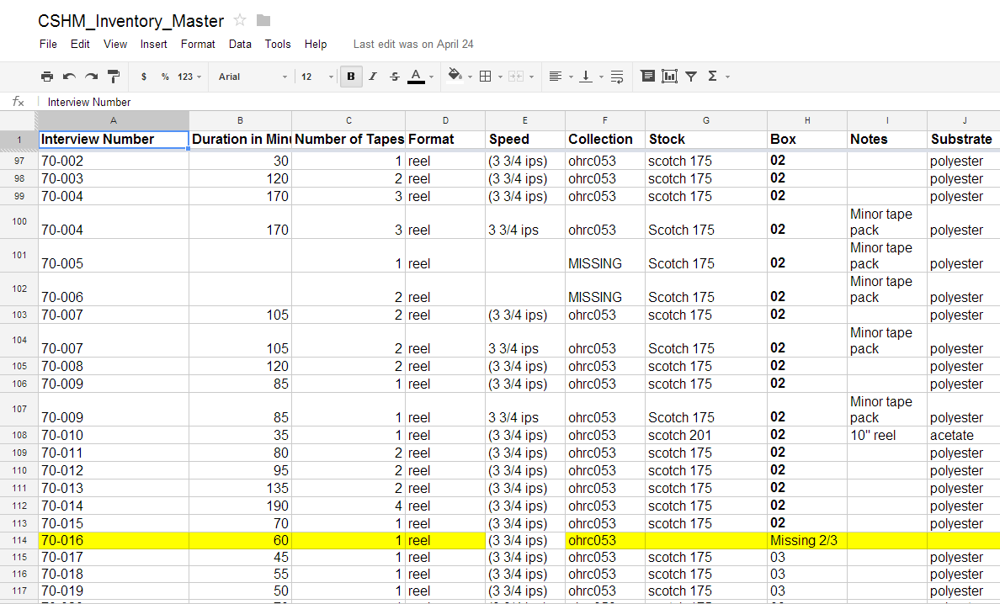 CSHM_Inventory_Master
File Edit View Insert Format Data Tools Help Last edit was on April 24
$ % 123 Arial 12 B I S A Σ
fx Interview Number
A B C D E F G H I J
1 Interview Number Duration in Minu Number of Tapes Format Speed Collection Stock Box Notes Substrate
97 70-002 30 1 reel (3 3/4 ips) ohrc053 scotch 175 02 polyester
98 70-003 120 2 reel (3 3/4 ips) ohrc053 scotch 175 02 polyester
99 70-004 170 3 reel (3 3/4 ips) ohrc053 scotch 175 02 polyester
100 70-004 170 3 reel 3 3/4 ips ohrc053 Scotch 175 02 Minor tape
pack polyester
101 70-005 1 reel MISSING Scotch 175 02 Minor tape
pack polyester
102 70-006 2 reel MISSING Scotch 175 02 Minor tape
pack polyester
103 70-007 105 2 reel (3 3/4 ips) ohrc053 scotch 175 02 polyester
104 70-007 105 2 reel 3 3/4 ips ohrc053 Scotch 175 02 Minor tape
pack polyester
105 70-008 120 2 reel (3 3/4 ips) ohrc053 scotch 175 02 polyester
106 70-009 85 1 reel (3 3/4 ips) ohrc053 scotch 175 02 polyester
107 70-009 85 1 reel 3 3/4 ips ohrc053 Scotch 175 02 Minor tape
pack polyester
108 70-010 35 1 reel (3 3/4 ips) ohrc053 scotch 201 02 10" reel acetate
109 70-011 80 2 reel (3 3/4 ips) ohrc053 scotch 175 02 polyester
110 70-012 95 2 reel (3 3/4 ips) ohrc053 scotch 175 02 polyester
111 70-013 135 2 reel (3 3/4 ips) ohrc053 scotch 175 02 polyester
112 70-014 190 4 reel (3 3/4 ips) ohrc053 scotch 175 02 polyester
113 70-015 70 1 reel (3 3/4 ips) ohrc053 scotch 175 02 polyester
114 70-016 60 1 reel (3 3/4 ips) ohrc053 Missing 2/3
115 70-017 45 1 reel (3 3/4 ips) ohrc053 scotch 175 03 polyester
116 70-018 55 1 reel (3 3/4 ips) ohrc053 scotch 175 03 polyester
117 70-019 50 1 reel (3 3/4 ips) ohrc053 scotch 175 03 polyester